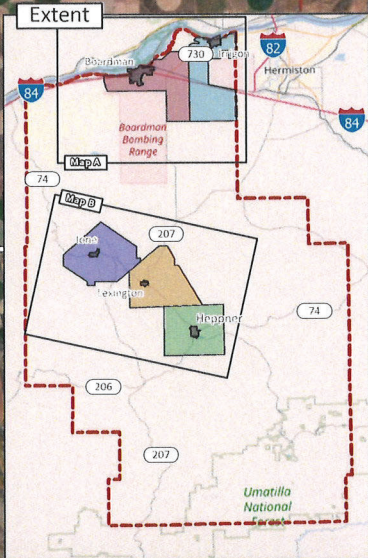 Extent
82
Boardman
730
Irrigon
Hermiston
84
84
Boardman
Bombing
Range
Map A
74
Map B
207
Ione
Lexington
Heppner
74
206
207
Umatilla
National
Forest